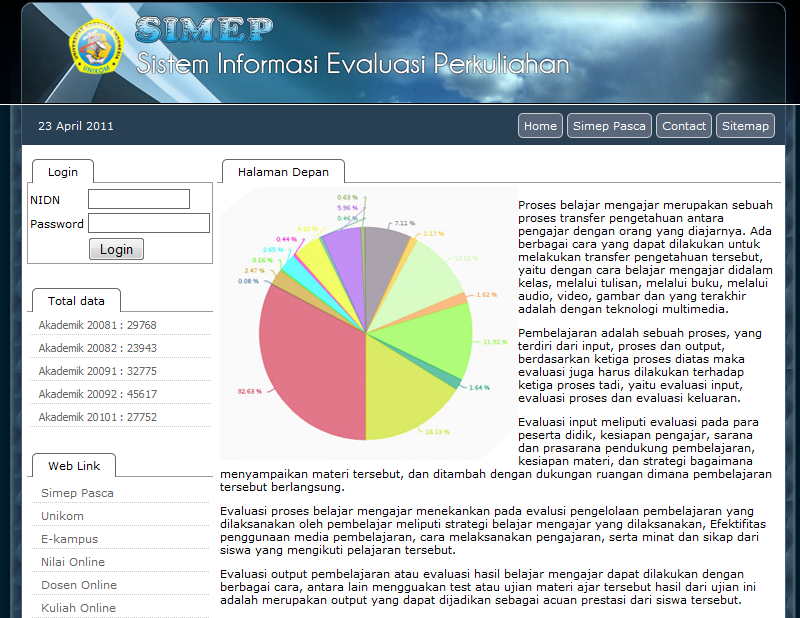 SIMEP
Sistem Informasi Evaluasi Perkuliahan
UNIKOM
23 April 2011
Home
Simep Pasca
Contact
Sitemap
Login
NIDN
Password
Login
Total data
Akademik 20081 : 29768
Akademik 20082 : 23943
Akademik 20091 : 32775
Akademik 20092 : 45617
Akademik 20101 : 27752
Web Link
Simep Pasca
Unikom
E-kampus
Nilai Online
Dosen Online
Kuliah Online
Halaman Depan
0.63 %
5.96 %
0.46 %
7.11 %
1.17 %
0.44 %
2.65 %
0.16 %
2.47 %
0.08 %
1.62 %
11.92 %
1.64 %
32.63 %
16.13 %
Proses belajar mengajar merupakan sebuah
proses transfer pengetahuan antara
pengajar dengan orang yang diajarnya. Ada
berbagai cara yang dapat dilakukan untuk
melakukan transfer pengetahuan tersebut,
yaitu dengan cara belajar mengajar didalam
kelas, melalui tulisan, melalui buku, melalui
audio, video, gambar dan yang terakhir
adalah dengan teknologi multimedia.
Pembelajaran adalah sebuah proses, yang
terdiri dari input, proses dan output,
berdasarkan ketiga proses diatas maka
evaluasi juga harus dilakukan terhadap
ketiga proses tadi, yaitu evaluasi input,
evaluasi proses dan evaluasi keluaran.
Evaluasi input meliputi evaluasi pada para
peserta didik, kesiapan pengajar, sarana
dan prasarana pendukung pembelajaran,
kesiapan materi, dan strategi bagaimana
menyampaikan materi tersebut, dan ditambah dengan dukungan ruangan dimana pembelajaran
tersebut berlangsung.
Evaluasi proses belajar mengajar menekankan pada evalusi pengelolaan pembelajaran yang
dilaksanakan oleh pembelajar meliputi strategi belajar mengajar yang dilaksanakan, Efektifitas
penggunaan media pembelajaran, cara melaksanakan pengajaran, serta minat dan sikap dari
siswa yang mengikuti pelajaran tersebut.
Evaluasi output pembelajaran atau evaluasi hasil belajar mengajar dapat dilakukan dengan
berbagai cara, antara lain mengguakan test atau ujian materi ajar tersebut hasil dari ujian ini
adalah merupakan output yang dapat dijadikan sebagai acuan prestasi dari siswa tersebut.